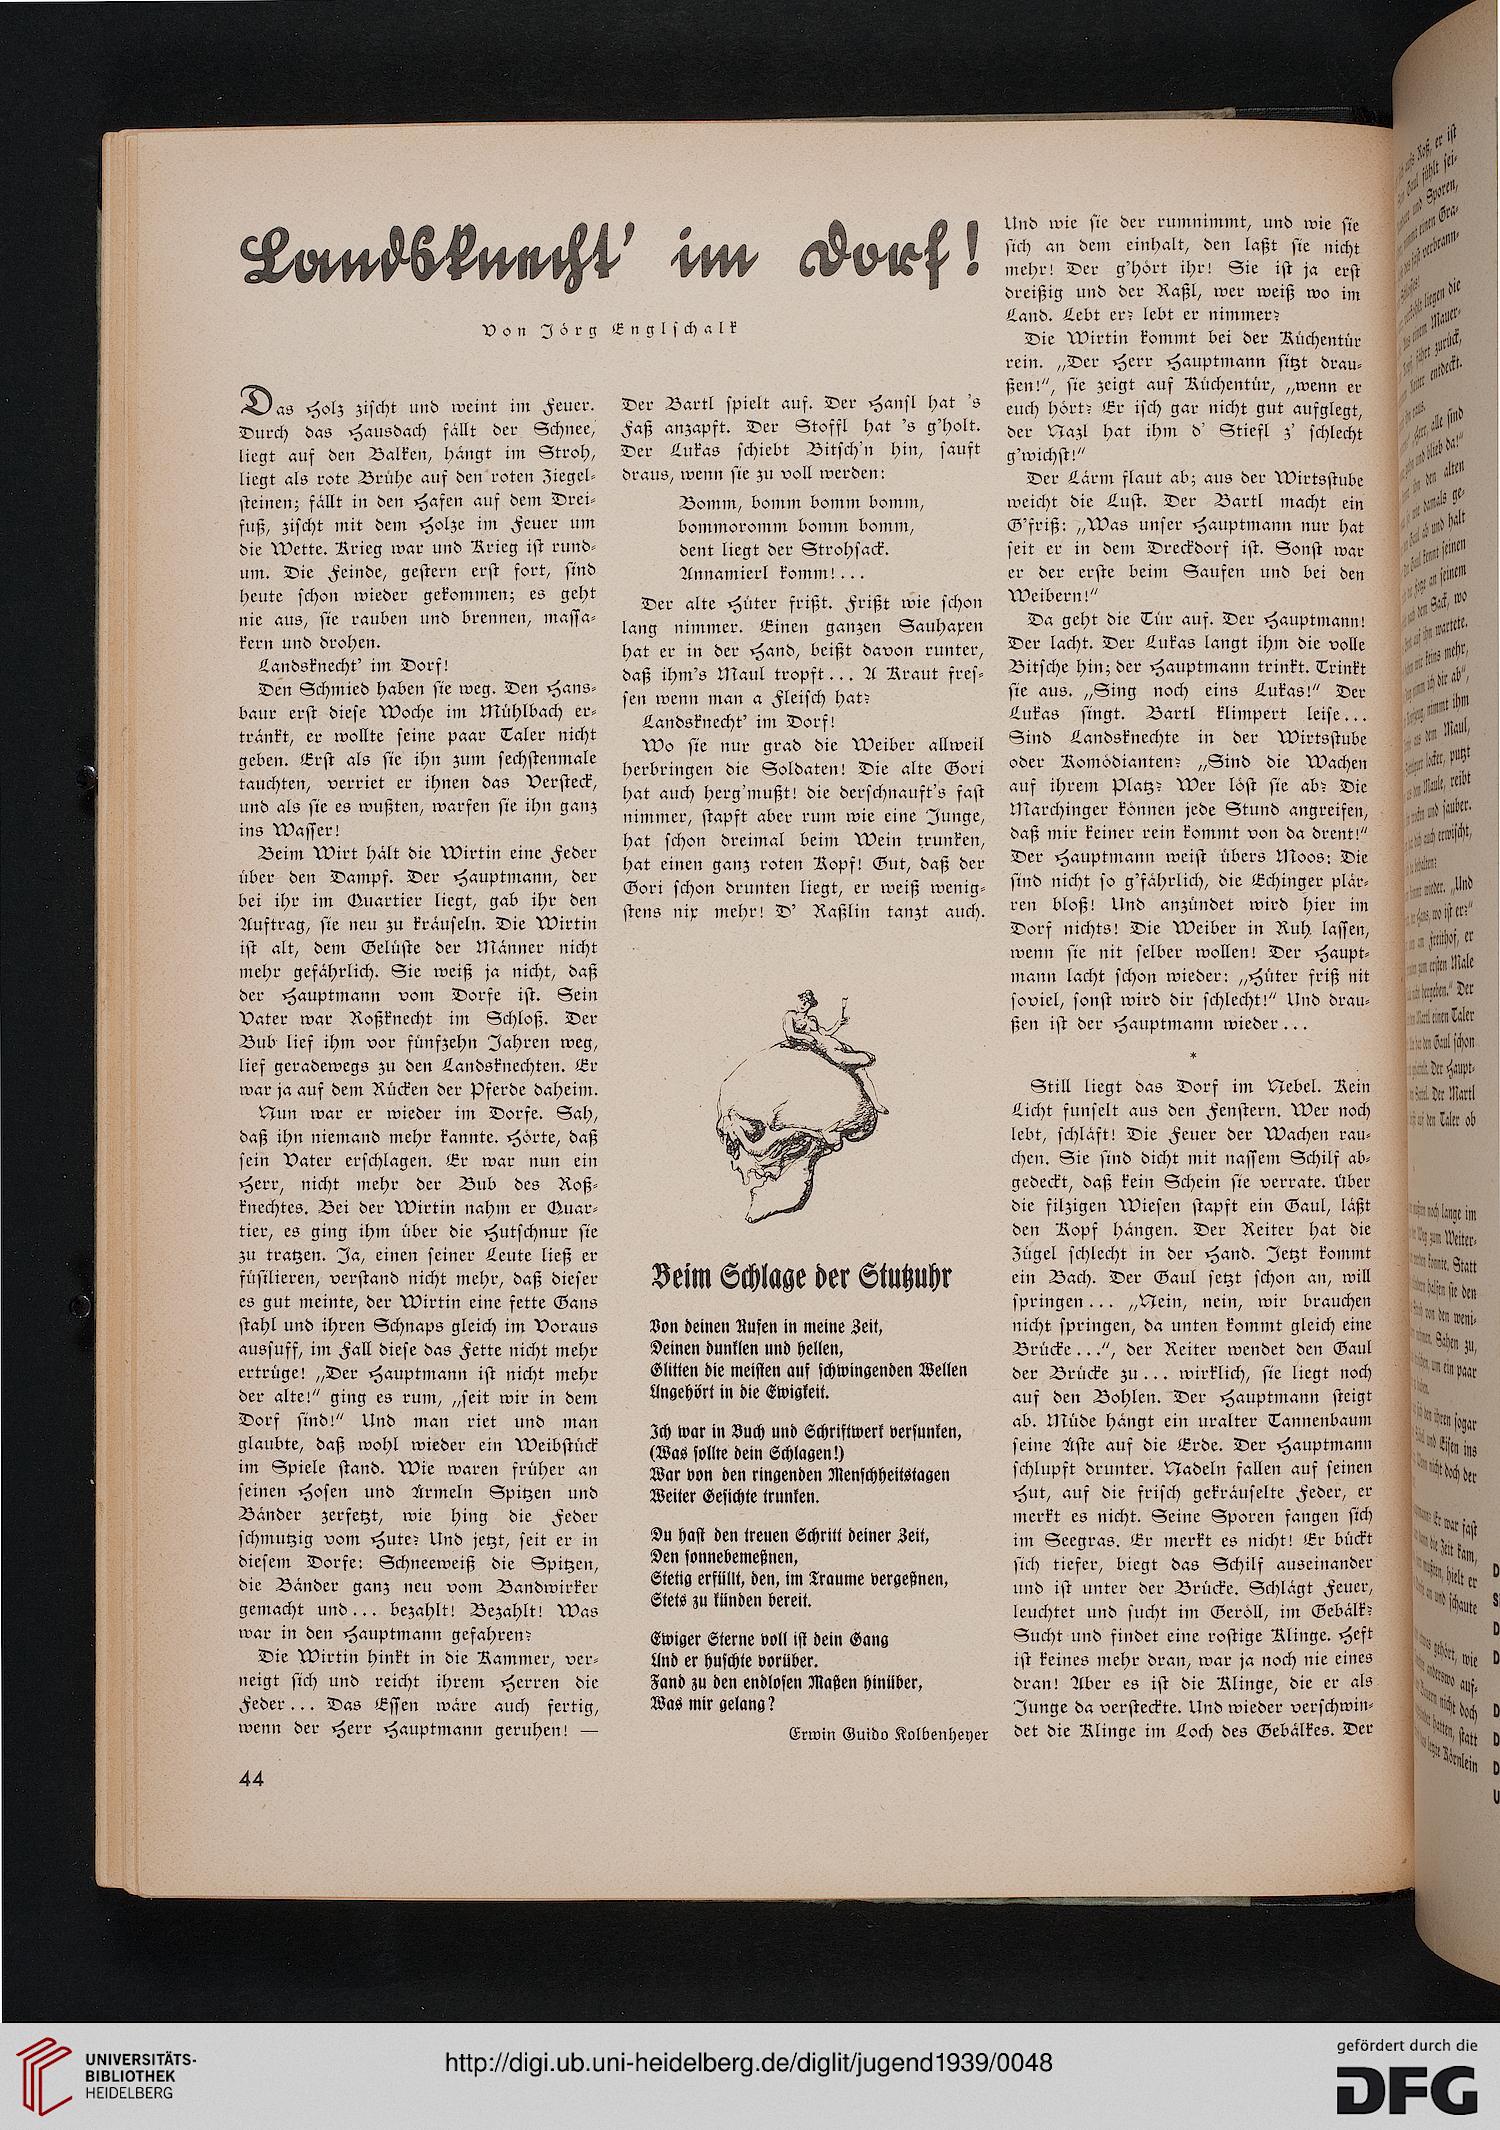 Landsknecht' im Dorf!
Von Jörg Englschalk
Das Holz zischt und weint im Feuer.
Durch das Hausdach fällt der Schnee,
liegt auf den Balken, hängt im Stroh,
liegt als rote Brühe auf den roten Ziegel-
steinen; fällt in den Hafen auf dem Drei-
fuß, zischt mit dem Holze im Feuer um
die Wette. Krieg war und Krieg ist rund-
um. Die Feinde, gestern erst fort, sind
heute schon wieder gekommen; es geht
nie aus, sie rauben und brennen, massa-
kern und drohen.
Landsknecht' im Dorf!
Den Schmied haben sie weg. Den Hans-
baur erst diese Woche im Mühlbach er-
tränkt, er wollte seine paar Taler nicht
geben. Erst als sie ihn zum sechstenmale
tauchten, verriet er ihnen das Versteck,
und als sie es wußten, warfen sie ihn ganz
ins Wasser!
Beim Wirt hält die Wirtin eine Feder
über den Dampf. Der Hauptmann, der
bei ihr im Quartier liegt, gab ihr den
Auftrag, sie neu zu kräuseln. Die Wirtin
ist alt, dem Gelüste der Männer nicht
mehr gefährlich. Sie weiß ja nicht, daß
der Hauptmann vom Dorfe ist. Sein
Vater war Roßknecht im Schloß. Der
Bub lief ihm vor fünfzehn Jahren weg,
lief geradewegs zu den Landsknechten. Er
war ja auf dem Rücken der Pferde daheim.
Nun war er wieder im Dorfe. Sah,
daß ihn niemand mehr kannte. Hörte, daß
sein Vater erschlagen. Er war nun ein
Herr, nicht mehr der Bub des Roß-
knechtes. Bei der Wirtin nahm er Quar-
tier, es ging ihm über die Hutschnur sie
zu tratzen. Ja, einen seiner Leute ließ er
füsilieren, verstand nicht mehr, daß dieser
es gut meinte, der Wirtin eine fette Gans
stahl und ihren Schnaps gleich im Voraus
aussuff, im Fall diese das Fette nicht mehr
ertrüge! „Der Hauptmann ist nicht mehr
der alte!" ging es rum, „seit wir in dem
Dorf sind!" Und man riet und man
glaubte, daß wohl wieder ein Weibstück
im Spiele stand. Wie waren früher an
seinen Hosen und Ärmeln Spitzen und
Bänder zerfetzt, wie hing die Feder
schmutzig vom Hute? Und jetzt, seit er in
diesem Dorfe: Schneeweiß die Spitzen,
die Bänder ganz neu vom Bandwirker
gemacht und... bezahlt! Bezahlt! Was
war in den Hauptmann gefahren?
Die Wirtin hinkt in die Kammer, ver-
neigt sich und reicht ihrem Herren die
Feder... Das Essen wäre auch fertig,
wenn der Herr Hauptmann geruhen! —
44
Der Bartl spielt auf. Der Hansl hat 's
Faß anzapft. Der Stoffl hat 's g'holt.
Der Lukas schiebt Bitsch'n hin, sauft
draus, wenn sie zu voll werden:
Bomm, bomm bomm bomm,
bommoromm bomm bomm,
dent liegt der Strohsack.
Annamierl komm!...
Der alte Hüter frißt. Frißt wie schon
lang nimmer. Einen ganzen Sauhaxen
hat er in der Hand, beißt davon runter,
daß ihm's Maul tropft... A Kraut fres-
sen wenn man a Fleisch hat?
Landsknecht' im Dorf!
Wo sie nur grad die Weiber allweil
herbringen die Soldaten! Die alte Gori
hat auch herg'mußt! die derschnauft's fast
nimmer, stapft aber rum wie eine Junge,
hat schon dreimal beim Wein trunken,
hat einen ganz roten Kopf! Gut, daß der
Gori schon drunten liegt, er weiß wenig-
stens nix mehr! D' Raßlin tanzt auch.
Beim Schlage der Stutzuhr
Von deinen Rufen in meine Zeit,
Deinen dunklen und hellen,
Glitten die meisten auf schwingenden Wellen
Ungehört in die Ewigkeit.
Ich war in Buch und Schriftwerk versunken,
(Was sollte dein Schlagen!)
War von den ringenden Menschheitstagen
Weiter Gesichte trunken.
Du hast den treuen Schritt deiner Zeit,
Den sonnebemeßnen,
Stetig erfüllt, den, im Traume vergeßnen,
Stets zu künden bereit.
Ewiger Sterne voll ist dein Gang
Und er huschte vorüber.
Fand zu den endlosen Maßen hinüber,
Was mir gelang?
Erwin Guido Kolbenheyer
Und wie sie der rumnimmt, und wie sie
sich an dem einhalt, den laßt sie nicht
mehr! Der g'hört ihr! Sie ist ja erst
dreißig und der Raßl, wer weiß wo im
Land. Lebt er? lebt er nimmer?
Die Wirtin kommt bei der Küchentür
rein. „Der Herr Hauptmann sitzt drau-
ßen!", sie zeigt auf Küchentür, „wenn er
euch hört? Er isch gar nicht gut aufglegt,
der Nazl hat ihm d' Stiefl z' schlecht
g'wichst!"
Der Lärm flaut ab; aus der Wirtsstube
weicht die Lust. Der Bartl macht ein
G'friß: „Was unser Hauptmann nur hat
seit er in dem Dreckdorf ist. Sonst war
er der erste beim Saufen und bei den
Weibern!"
Da geht die Tür auf. Der Hauptmann!
Der lacht. Der Lukas langt ihm die volle
Bitsche hin; der Hauptmann trinkt. Trinkt
sie aus. „Sing noch eins Lukas!" Der
Lukas singt. Bartl klimpert leise...
Sind Landsknechte in der Wirtsstube
oder Komödianten? „Sind die Wachen
auf ihrem Platz? Wer löst sie ab? Die
Marchinger können jede Stund angreifen,
daß mir keiner rein kommt von da drent!"
Der Hauptmann weist übers Moos: Die
sind nicht so g'fährlich, die Echinger plär-
ren bloß! Und anzündet wird hier im
Dorf nichts! Die Weiber in Ruh lassen,
wenn sie nit selber wollen! Der Haupt-
mann lacht schon wieder: „Hüter friß nit
soviel, sonst wird dir schlecht!" Und drau-
ßen ist der Hauptmann wieder...
*
Still liegt das Dorf im Nebel. Kein
Licht funselt aus den Fenstern. Wer noch
lebt, schläft! Die Feuer der Wachen rau-
chen. Sie sind dicht mit nassem Schilf ab-
gedeckt, daß kein Schein sie verrate. Über
die filzigen Wiesen stapft ein Gaul, läßt
den Kopf hängen. Der Reiter hat die
Zügel schlecht in der Hand. Jetzt kommt
ein Bach. Der Gaul setzt schon an, will
springen... „Nein, nein, wir brauchen
nicht springen, da unten kommt gleich eine
Brücke...", der Reiter wendet den Gaul
der Brücke zu... wirklich, sie liegt noch
auf den Bohlen. Der Hauptmann steigt
ab. Müde hängt ein uralter Tannenbaum
seine Äste auf die Erde. Der Hauptmann
schlupft drunter. Nadeln fallen auf seinen
Hut, auf die frisch gekräuselte Feder, er
merkt es nicht. Seine Sporen fangen sich
im Seegras. Er merkt es nicht! Er bückt
sich tiefer, biegt das Schilf auseinander
und ist unter der Brücke. Schlägt Feuer,
leuchtet und sucht im Geröll, im Gebälk?
Sucht und findet eine rostige Klinge. Heft
ist keines mehr dran, war ja noch nie eines
dran! Aber es ist die Klinge, die er als
Junge da versteckte. Und wieder verschwin-
det die Klinge im Loch des Gebälkes. Der
UNIVERSITÄTS-
BIBLIOTHEK
HEIDELBERG
http://digi.ub.uni-heidelberg.de/diglit/jugend1939/0048
gefördert durch die
DFG